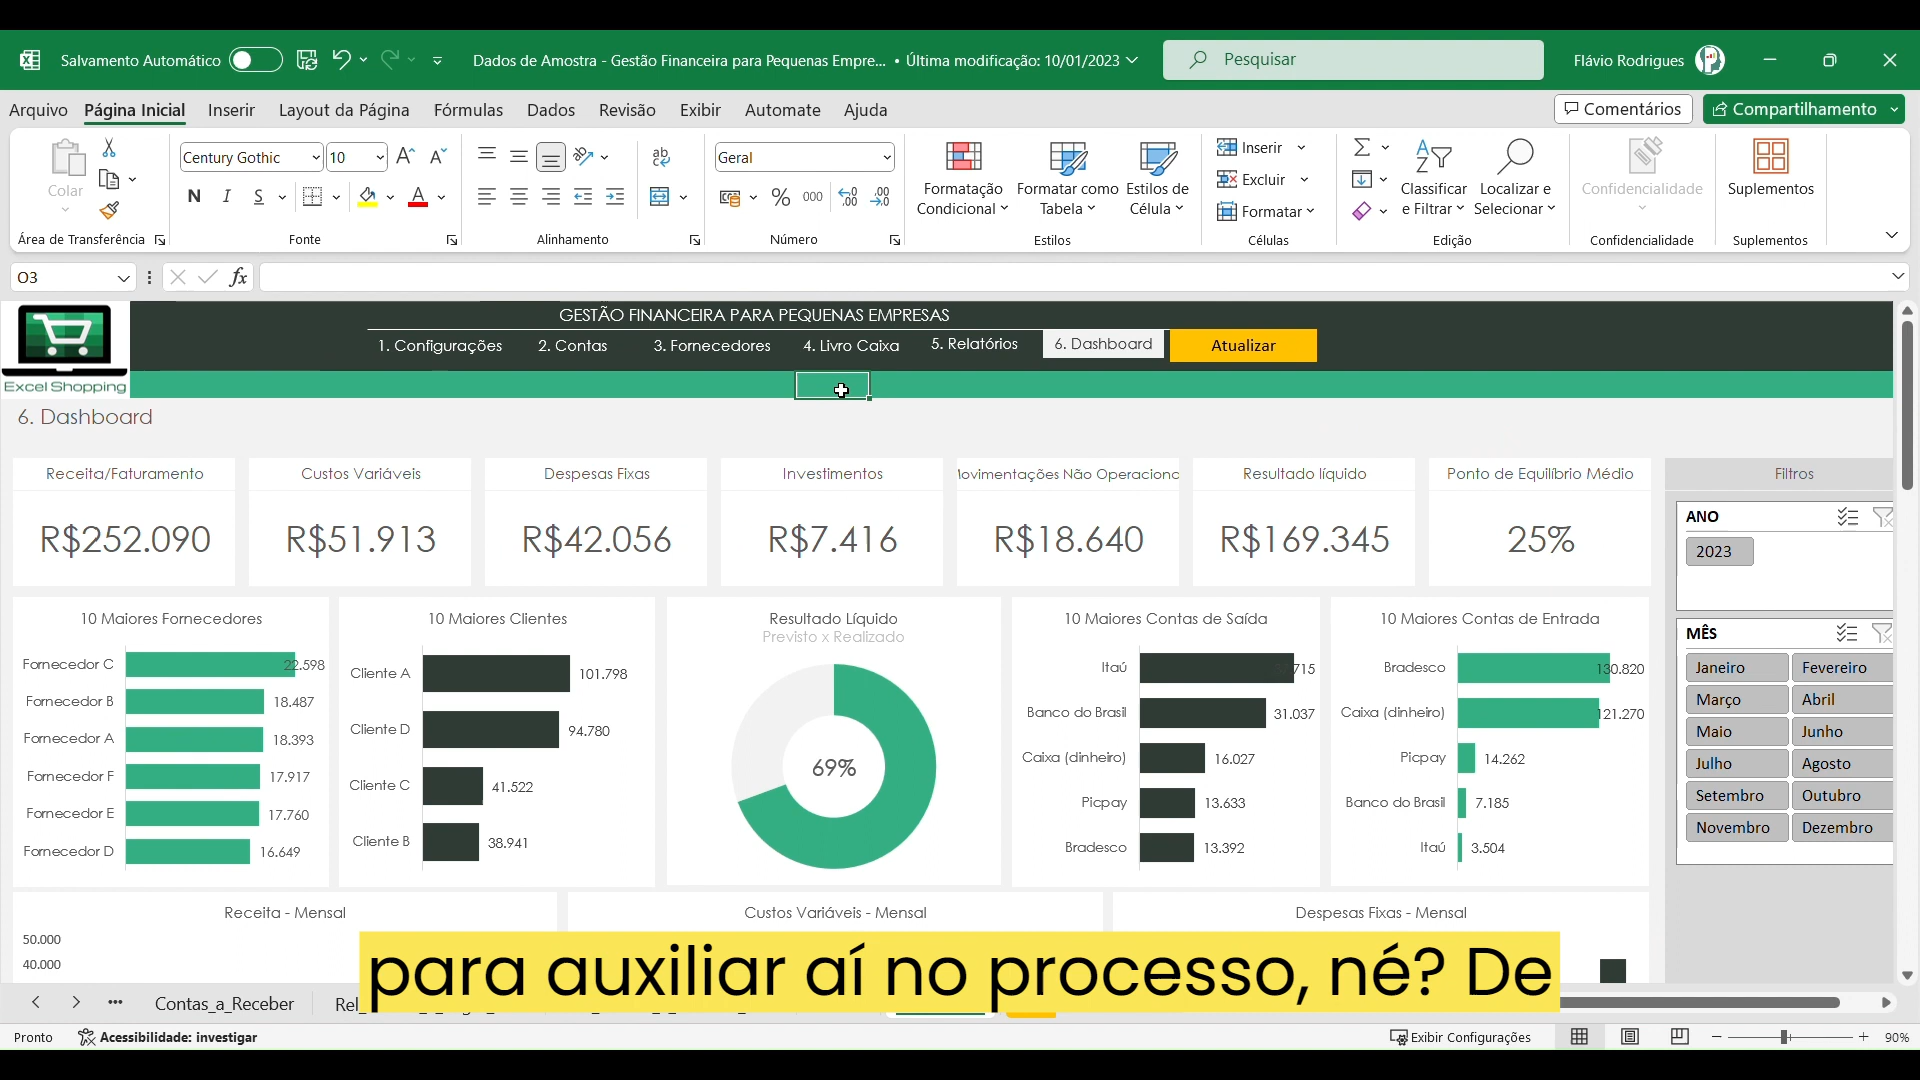 Salvamento Automático
Dados de Amostra - Gestão Financeira para Pequenas Empre... • Última modificação: 10/01/2023
Pesquisar
Flávio Rodrigues
Arquivo Página Inicial Inserir Layout da Página Fórmulas Dados Revisão Exibir Automate Ajuda
Comentários Compartilhamento
Colar
Century Gothic 10
N I S
Geral
% 000
Formatação Condicional
Formatar como Tabela
Estilos de Célula
Inserir
Excluir
Formatar
Classificar e Filtrar
Localizar e Selecionar
Confidencialidade
Suplementos
Área de Transferência Fonte Alinhamento Número Estilos Células Edição Confidencialidade Suplementos
O3
fx
GESTÃO FINANCEIRA PARA PEQUENAS EMPRESAS
1. Configurações 2. Contas 3. Fornecedores 4. Livro Caixa 5. Relatórios 6. Dashboard Atualizar
Excel Shopping
6. Dashboard
Receita/Faturamento
R$252.090
Custos Variáveis
R$51.913
Despesas Fixas
R$42.056
Investimentos
R$7.416
Movimentações Não Operacionc
R$18.640
Resultado líquido
R$169.345
Ponto de Equilíbrio Médio
25%
Filtros
ANO
2023
MÊS
Janeiro Fevereiro
Março Abril
Maio Junho
Julho Agosto
Setembro Outubro
Novembro Dezembro
10 Maiores Fornecedores
Fornecedor C 22.598
Fornecedor B 18.487
Fornecedor A 18.393
Fornecedor F 17.917
Fornecedor E 17.760
Fornecedor D 16.649
10 Maiores Clientes
Cliente A 101.798
Cliente D 94.780
Cliente C 41.522
Cliente B 38.941
Resultado Líquido
Previsto x Realizado
69%
10 Maiores Contas de Saída
Itaú
Banco do Brasil 31.037
Caixa (dinheiro) 16.027
Picpay 13.633
Bradesco 13.392
10 Maiores Contas de Entrada
Bradesco 130.820
Caixa (dinheiro) 121.270
Picpay 14.262
Banco do Brasil 7.185
Itaú 3.504
Receita - Mensal
50.000
40.000
Custos Variáveis - Mensal
Despesas Fixas - Mensal
para auxiliar aí no processo, né? De
Contas_a_Receber Rel
Pronto Acessibilidade: investigar
Exibir Configurações
90%